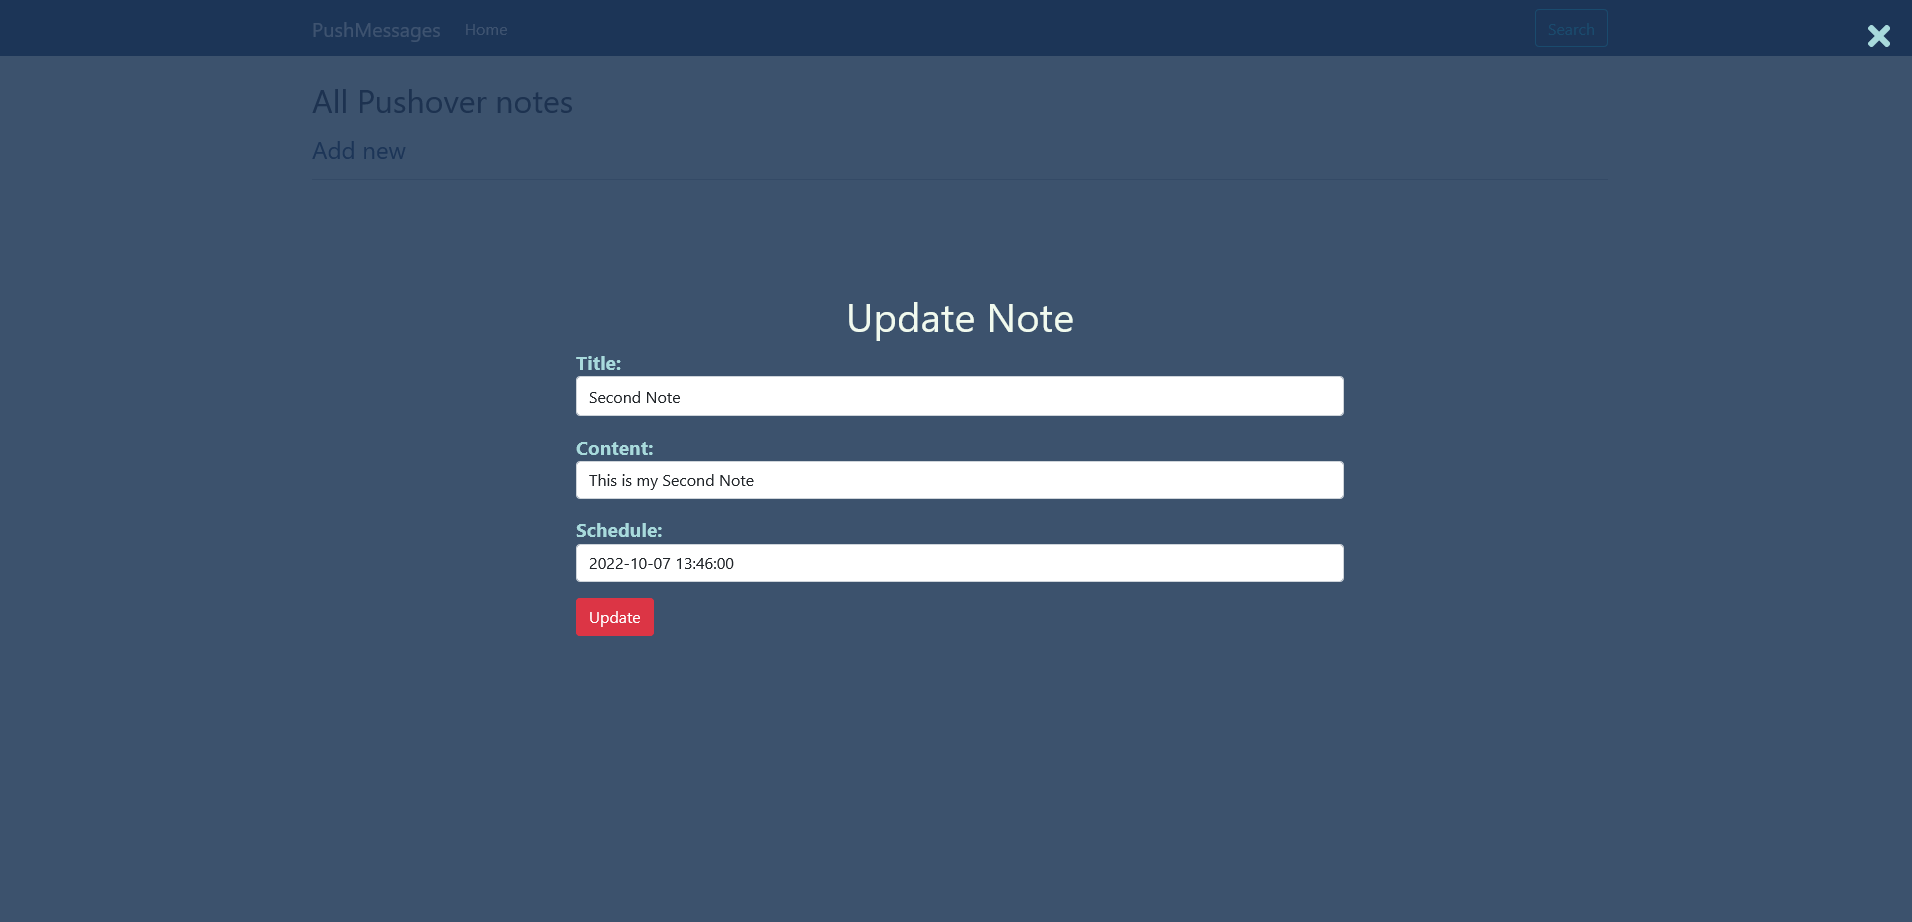 PushMessages Home Search
All Pushover notes
Add new
Update Note
Title:
Second Note
Content:
This is my Second Note
Schedule:
2022-10-07 13:46:00
Update